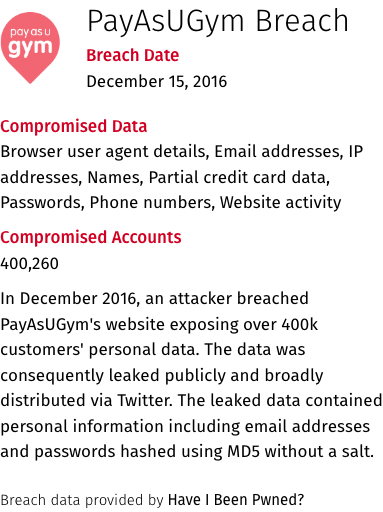 pay as u
gym
PayAsUGym Breach
Breach Date
December 15, 2016
Compromised Data
Browser user agent details, Email addresses, IP
addresses, Names, Partial credit card data,
Passwords, Phone numbers, Website activity
Compromised Accounts
400,260
In December 2016, an attacker breached
PayAsUGym's website exposing over 400k
customers' personal data. The data was
consequently leaked publicly and broadly
distributed via Twitter. The leaked data contained
personal information including email addresses
and passwords hashed using MD5 without a salt.
Breach data provided by Have I Been Pwned?